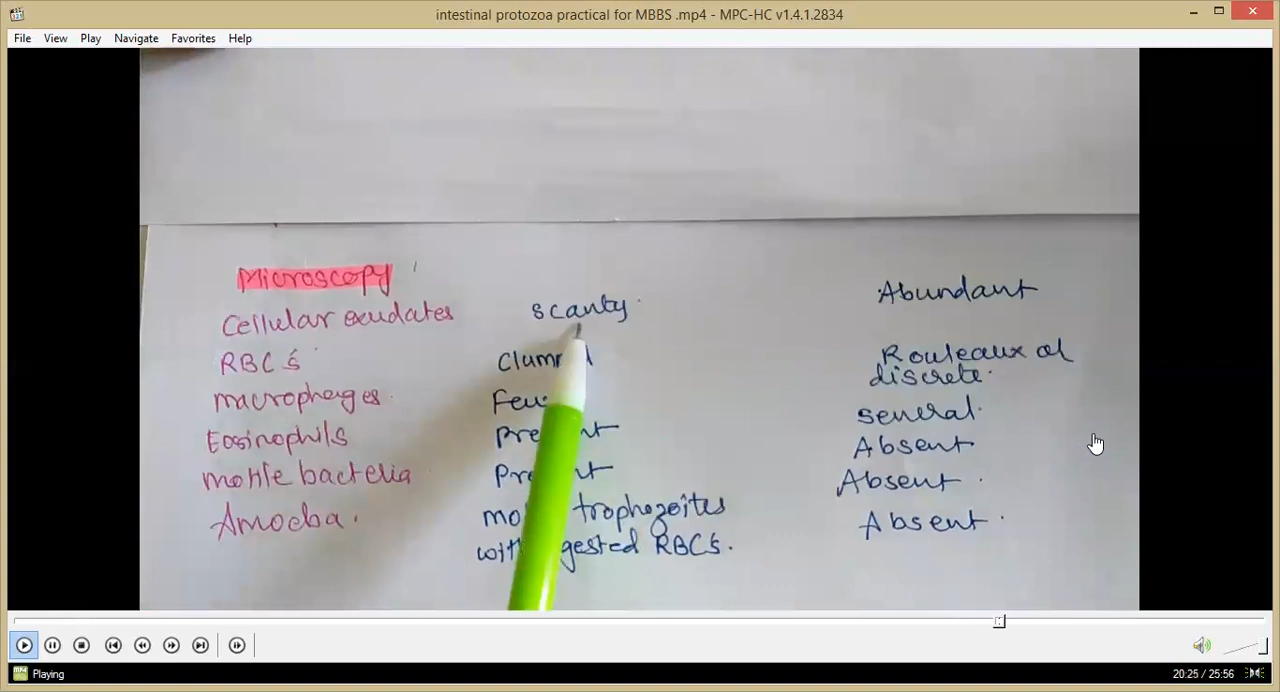 intestinal protozoa practical for MBBS .mp4 - MPC-HC v1.4.1.2834
File View Play Navigate Favorites Help
Microscopy
Cellular exudates scanty Abundant
RBCs Rouleaux or
discrete.
macrophages several.
Eosinophils Absent
motile bacteria Absent.
Amoeba. trophozoites Absent.
RBCs.
Playing 20:25 / 25:56